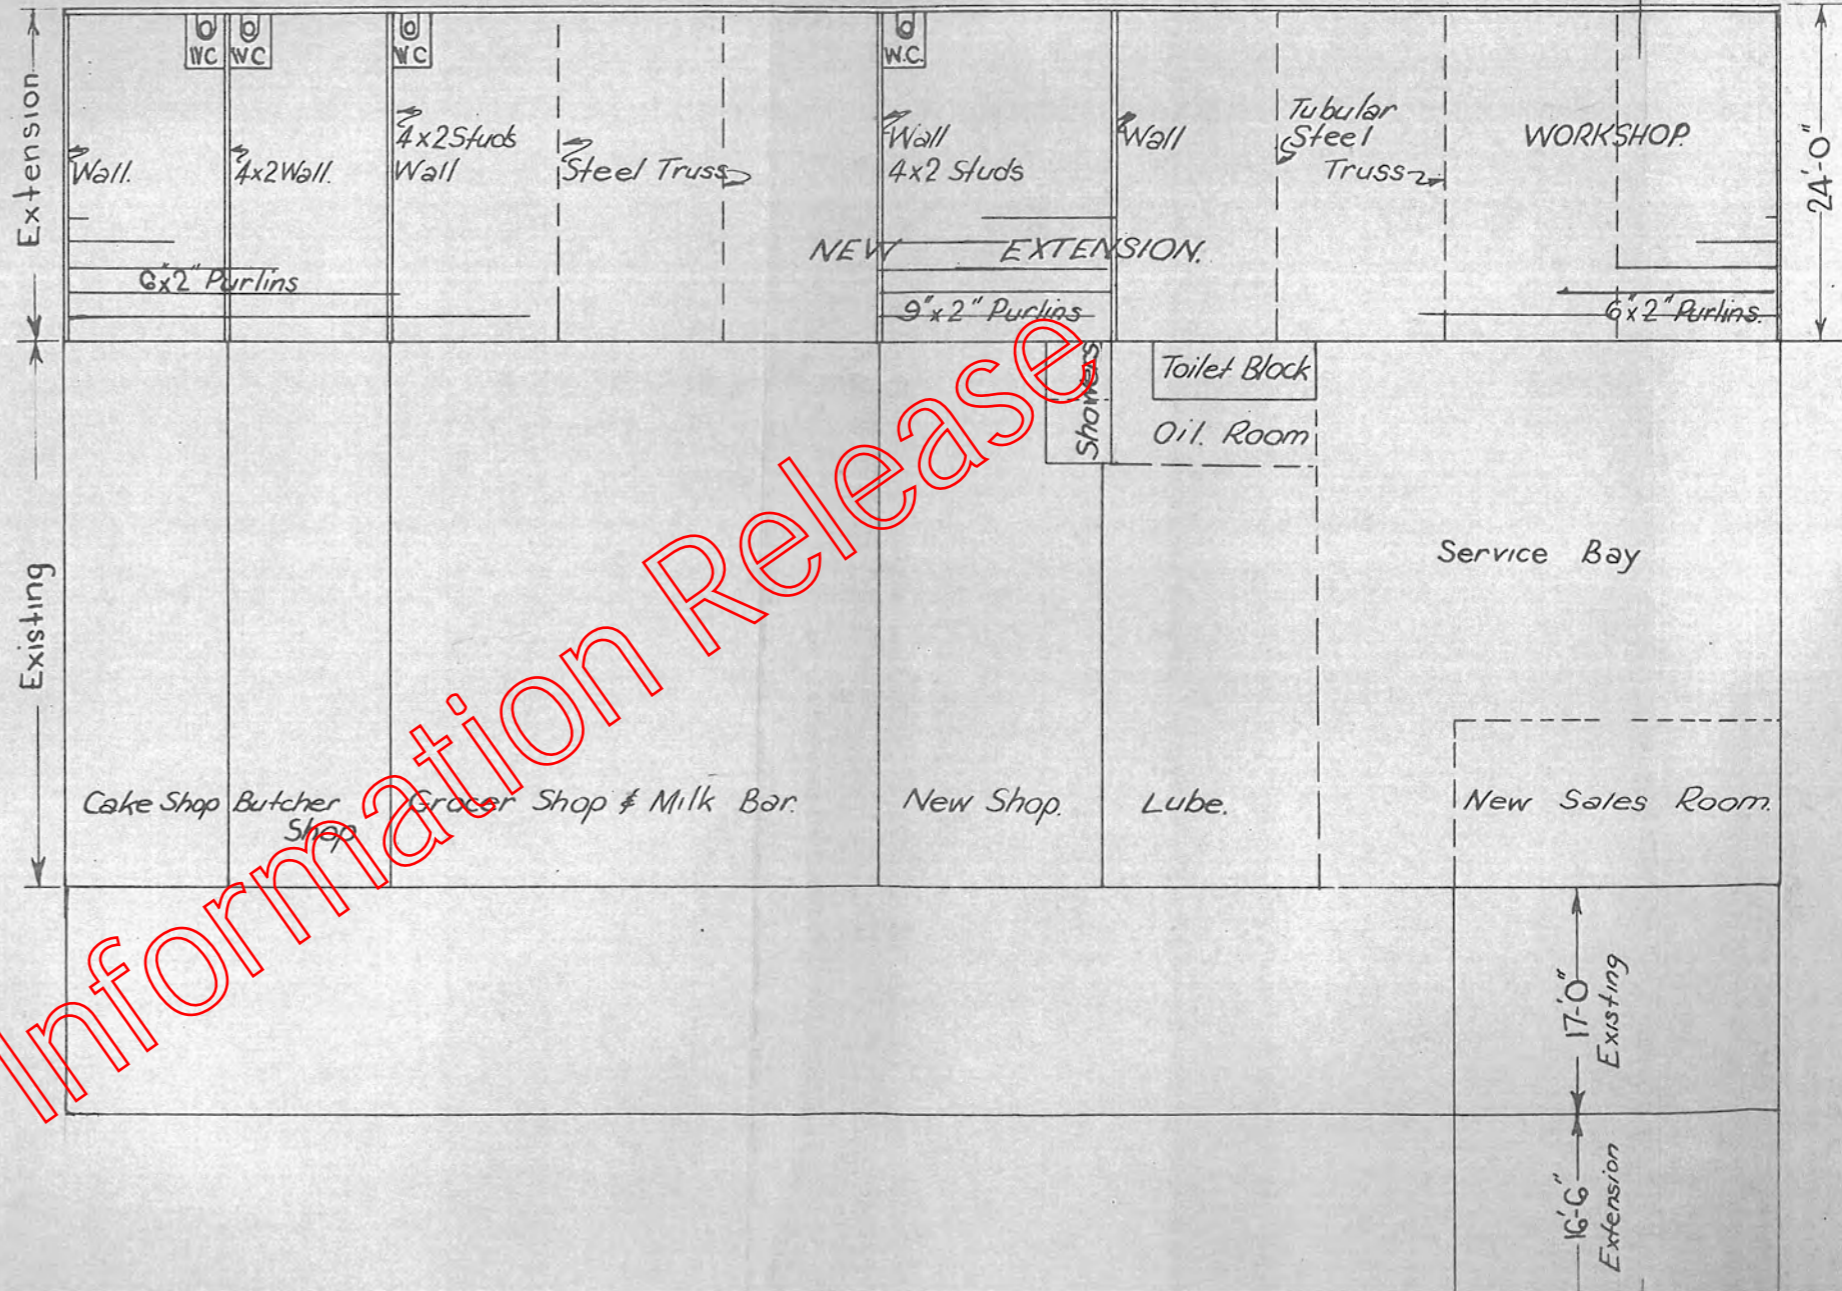 WC
WC
WC
W.C.
Extension
Wall.
4x2 Wall.
4x2 Studs
Wall
Steel Truss
Wall
4x2 Studs
Wall
Tubular
Steel
Truss
WORKSHOP.
24'-0"
NEW EXTENSION.
6"x2" Purlins
9"x2" Purlins
6"x2" Purlins.
Showers
Toilet Block
Oil. Room
Existing
Service Bay
Cake Shop
Butcher
Shop
Grocer Shop & Milk Bar.
New Shop.
Lube.
New Sales Room.
17'-0"
Existing
16'-6"
Extension
Information Release